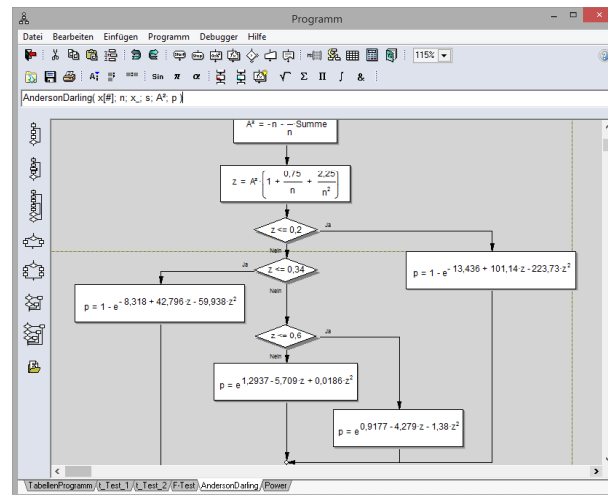 Programm
Datei Bearbeiten Einfügen Programm Debugger Hilfe
115%
Sin π α √ Σ Π ∫ &
AndersonDarling( x[#]; n; x_; s; A²; p )
A² = -n - — Summe
n
z = A²·(1 + 0,75/n + 2,25/n²)
z <= 0,2
Ja
Nein
z <= 0,34
Ja
Nein
p = 1 - e^- 13,436 + 101,14·z - 223,73·z²
p = 1 - e^- 8,318 + 42,796·z - 59,938·z²
z <= 0,6
Ja
Nein
p = e^1,2937 - 5,709·z + 0,0186·z²
p = e^0,9177 - 4,279·z - 1,38·z²
TabellenProgramm t_Test_1 t_Test_2 F-Test AndersonDarling Power